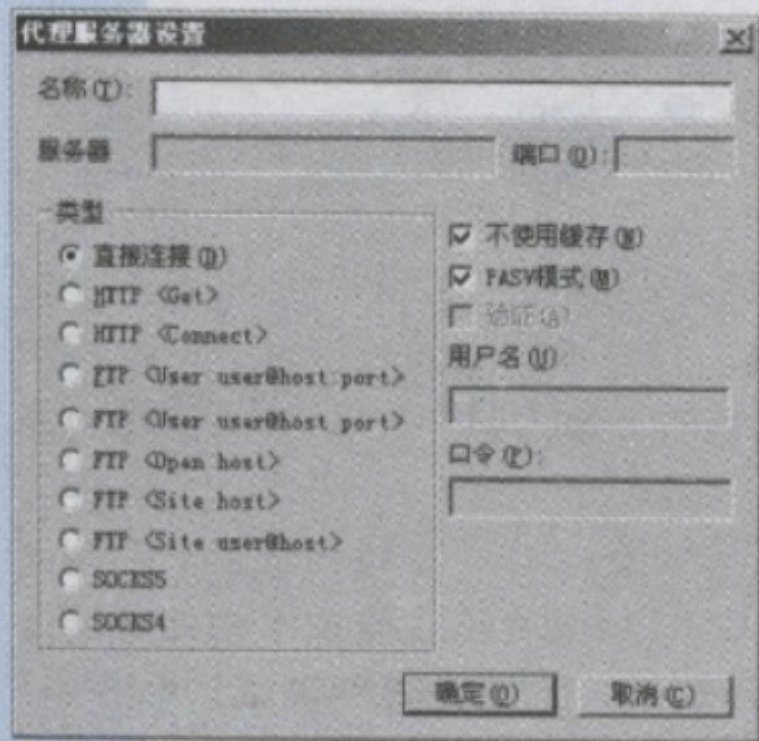 代理服务器设置
名称(T):
服务器
端口(O):
类型
直接连接(D)
HTTP <Get>
HTTP <Connect>
FTP <User user@host:port>
FTP <User user@host port>
FTP <Open host>
FTP <Site host>
FTP <Site user@host>
SOCKS5
SOCKS4
不使用缓存(N)
PASV模式(M)
验证(A)
用户名(U)
口令(P):
确定(O)
取消(C)